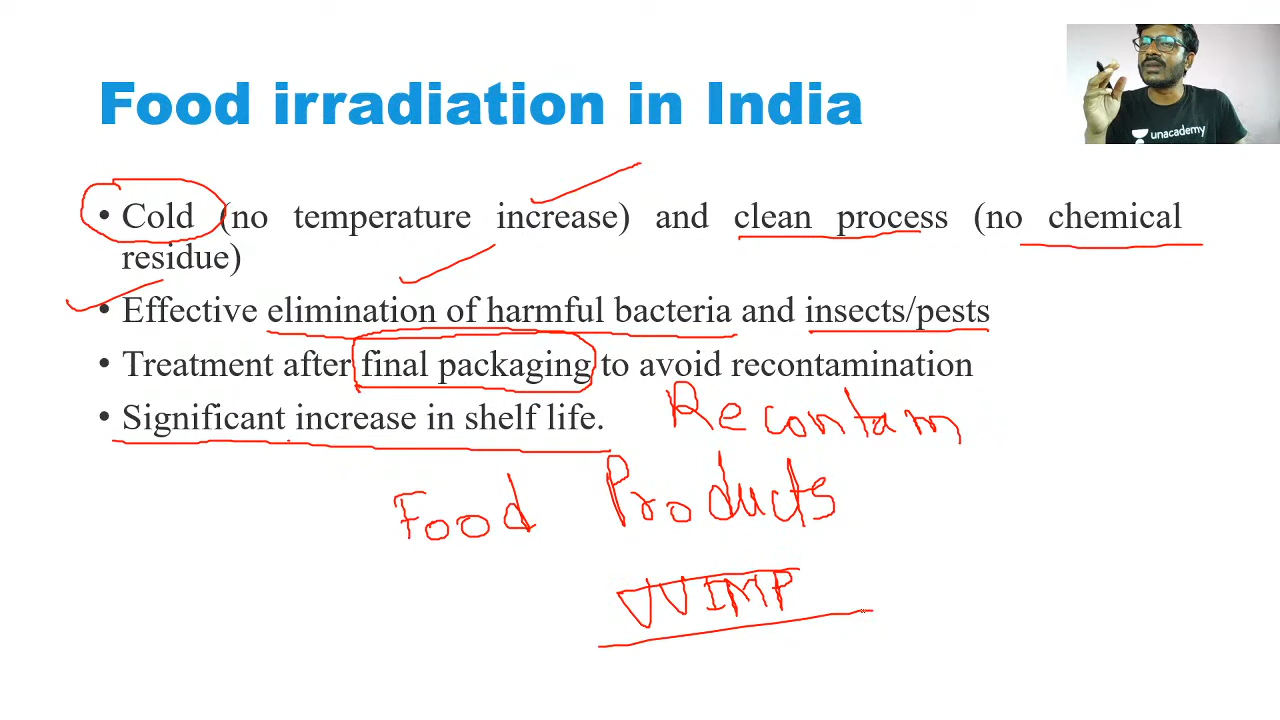 Food irradiation in India
unacademy
• Cold (no temperature increase) and clean process (no chemical
residue)
• Effective elimination of harmful bacteria and insects/pests
• Treatment after final packaging to avoid recontamination
• Significant increase in shelf life.
Recontam
Food Products
VVIMP